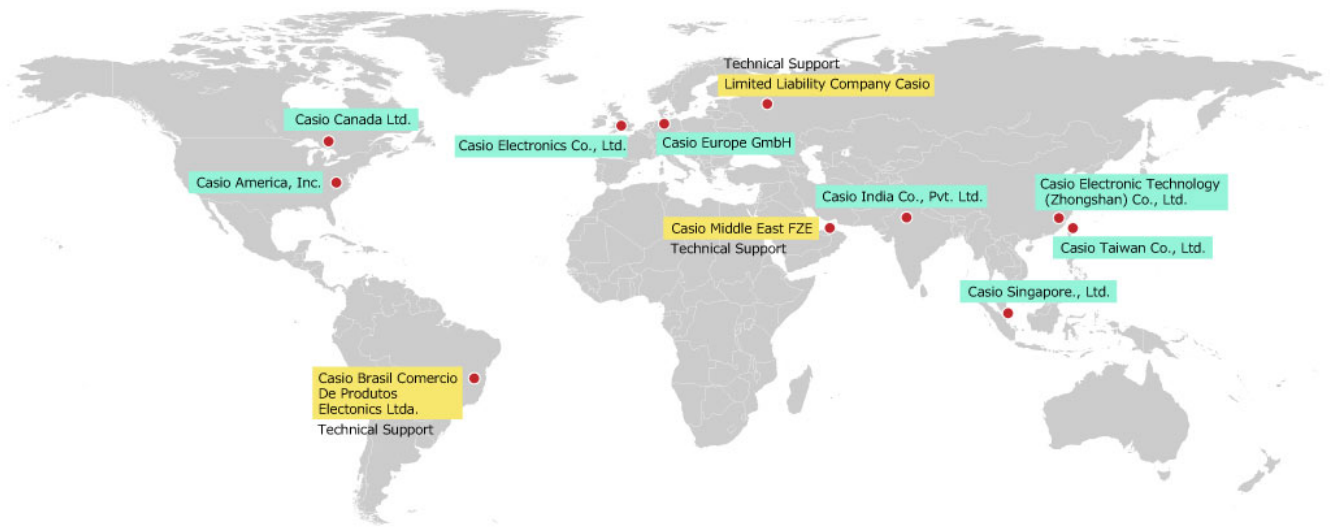 Technical Support
Limited Liability Company Casio
Casio Canada Ltd.
Casio Electronics Co., Ltd.
Casio Europe GmbH
Casio America, Inc.
Casio India Co., Pvt. Ltd.
Casio Electronic Technology
(Zhongshan) Co., Ltd.
Casio Middle East FZE
Technical Support
Casio Taiwan Co., Ltd.
Casio Singapore., Ltd.
Casio Brasil Comercio
De Produtos
Electonics Ltda.
Technical Support